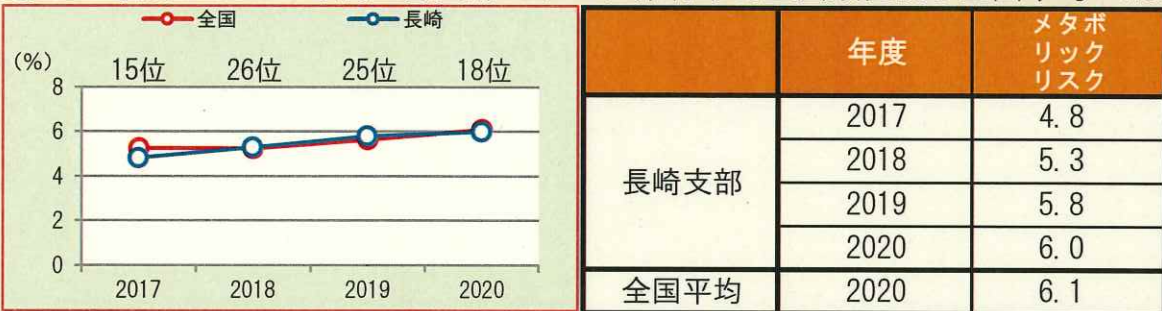 全国 長崎
(%) 15位 26位 25位 18位
8
6
4
2
0
2017 2018 2019 2020
年度 メタボ
リック
リスク
長崎支部 2017 4.8
2018 5.3
2019 5.8
2020 6.0
全国平均 2020 6.1